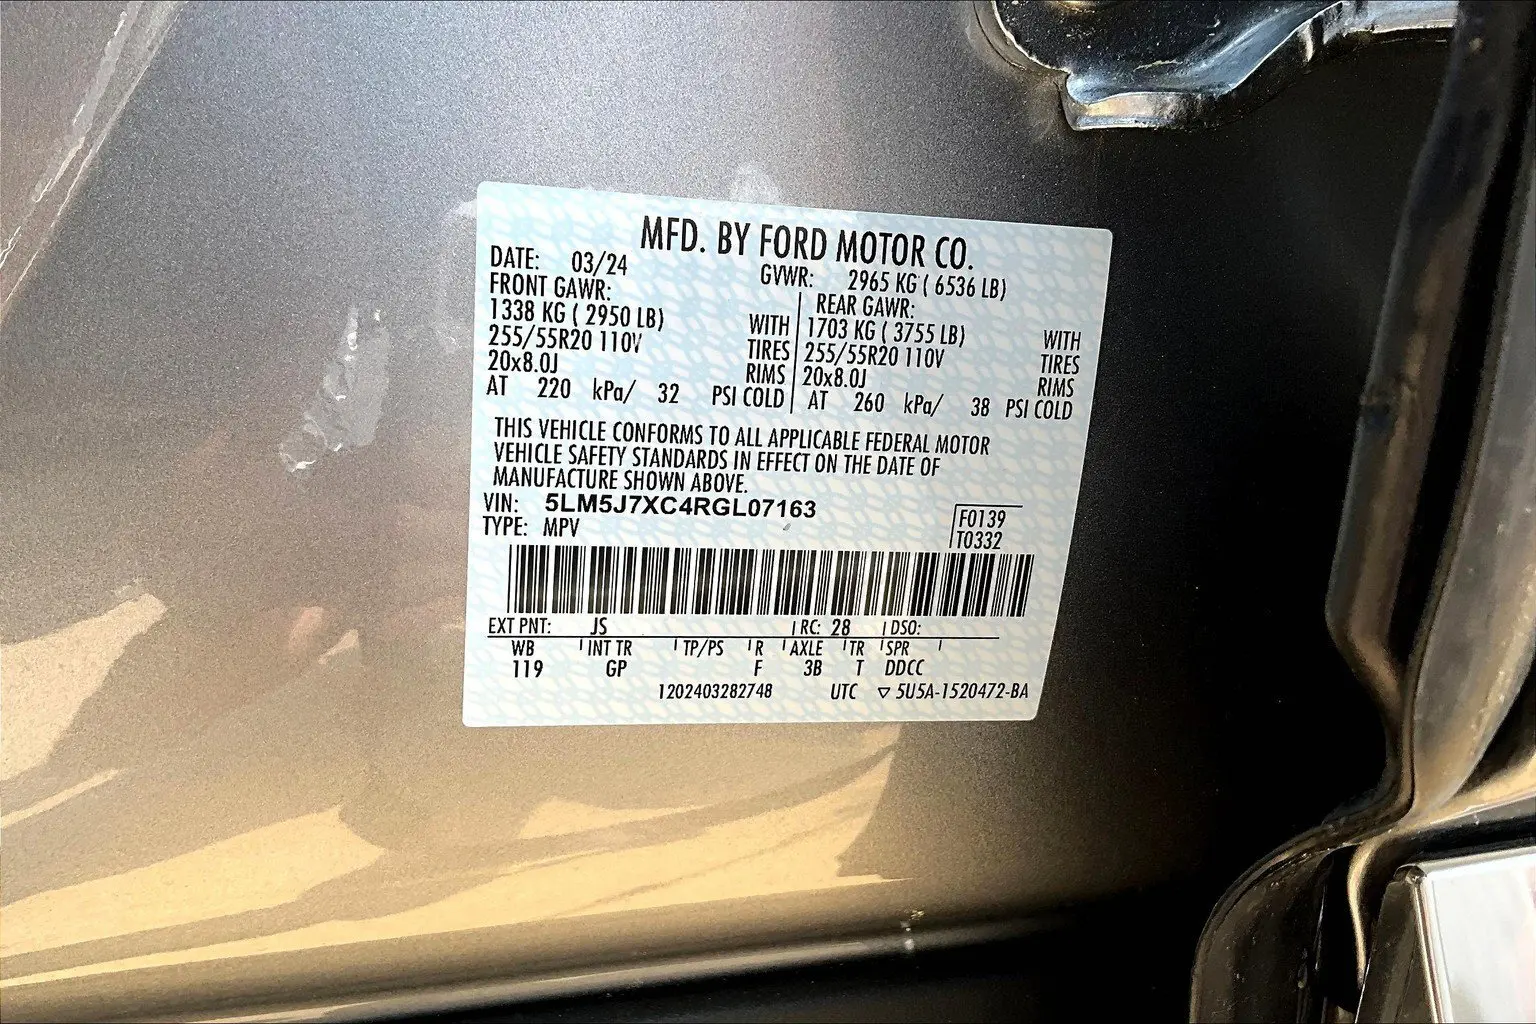 MFD. BY FORD MOTOR CO.
DATE: 03/24 GVWR: 2965 KG ( 6536 LB)
FRONT GAWR: REAR GAWR:
1338 KG ( 2950 LB) WITH 1703 KG ( 3755 LB) WITH
255/55R20 110V TIRES 255/55R20 110V TIRES
20x8.0J RIMS 20x8.0J RIMS
AT 220 kPa/ 32 PSI COLD AT 260 kPa/ 38 PSI COLD
THIS VEHICLE CONFORMS TO ALL APPLICABLE FEDERAL MOTOR
VEHICLE SAFETY STANDARDS IN EFFECT ON THE DATE OF
MANUFACTURE SHOWN ABOVE.
VIN: 5LM5J7XC4RGL07163 F0139
TYPE: MPV T0332
EXT PNT: JS RC: 28 DSO:
WB INT TR TP/PS R AXLE TR SPR
119 GP F 3B T DDCC
1202403282748 UTC ▽ 5U5A-1520472-BA